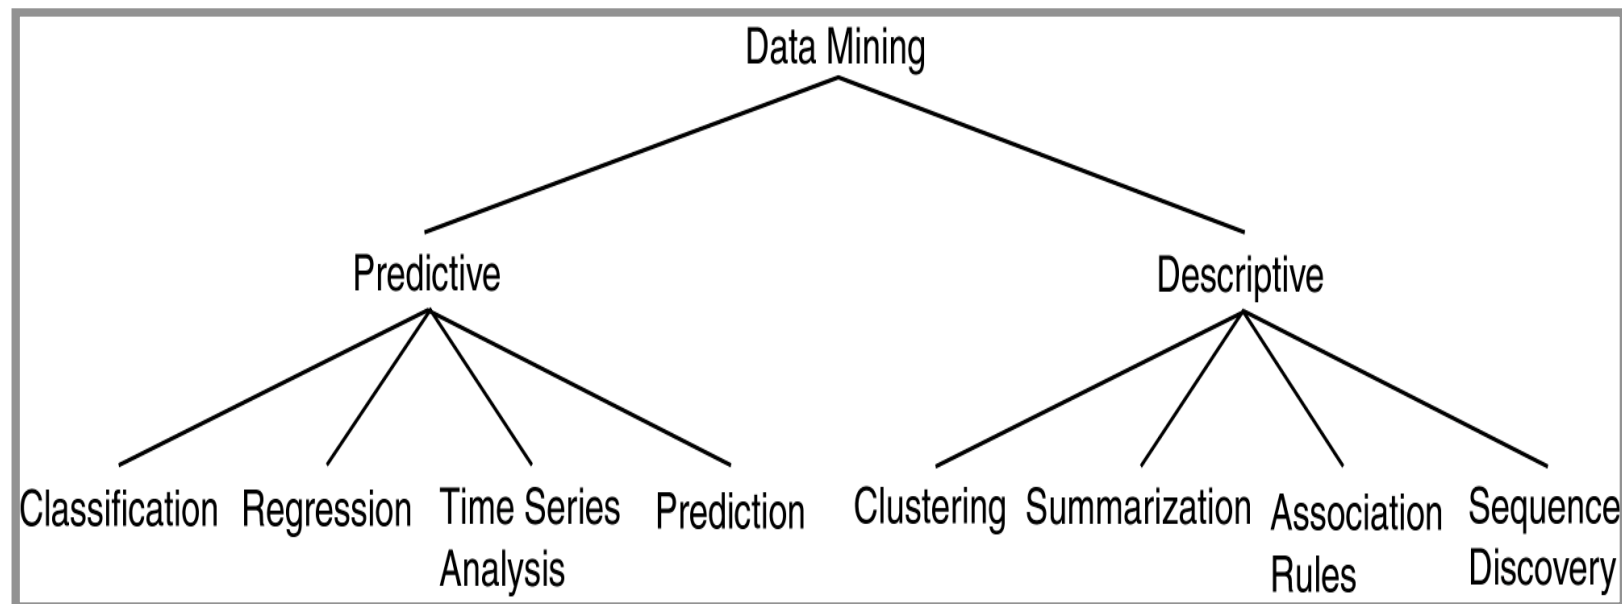 Data Mining
Predictive
Descriptive
Classification
Regression
Time Series
Analysis
Prediction
Clustering
Summarization
Association
Rules
Sequence
Discovery